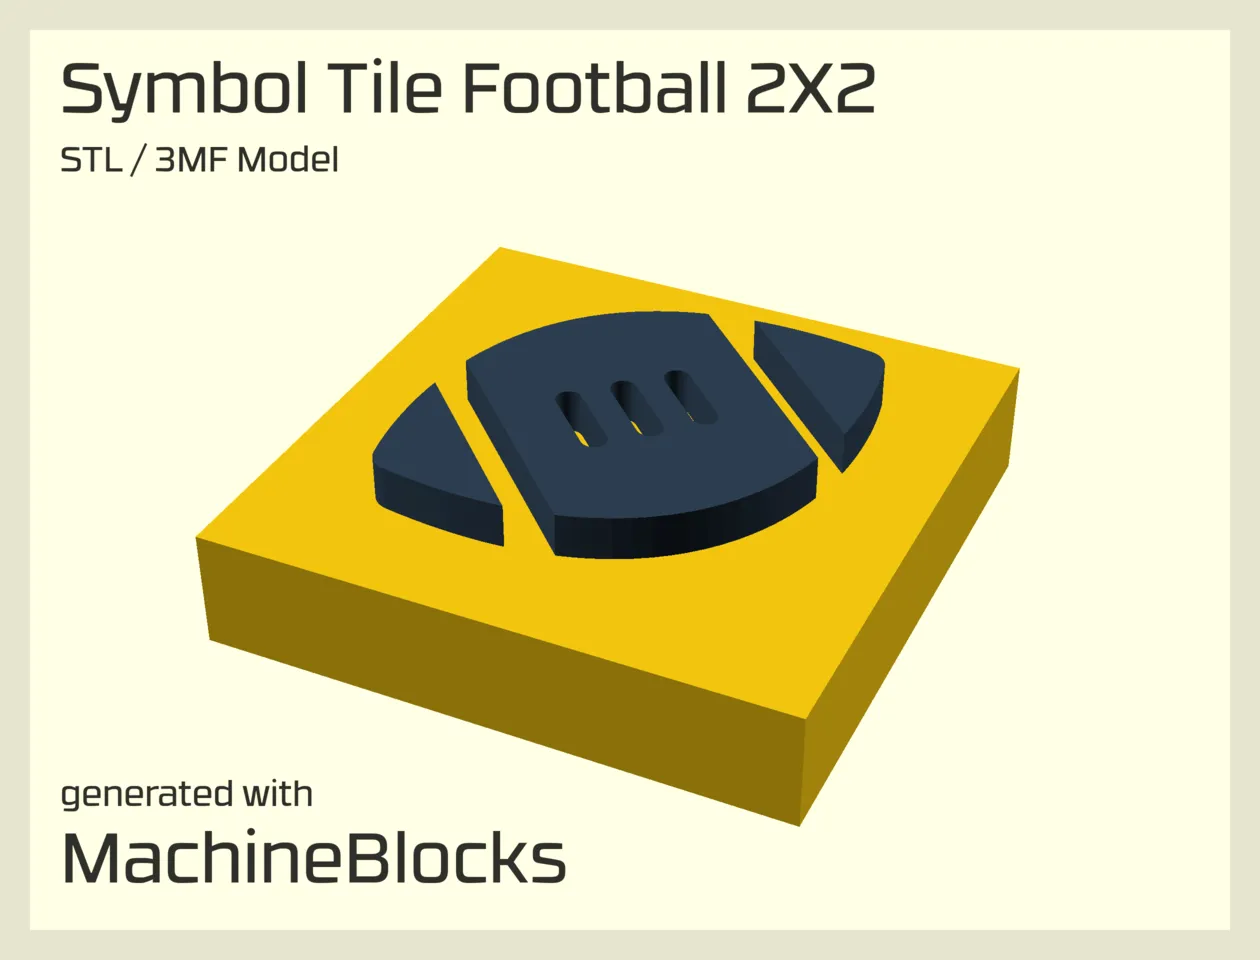 Symbol Tile Football 2X2
STL / 3MF Model
generated with
MachineBlocks